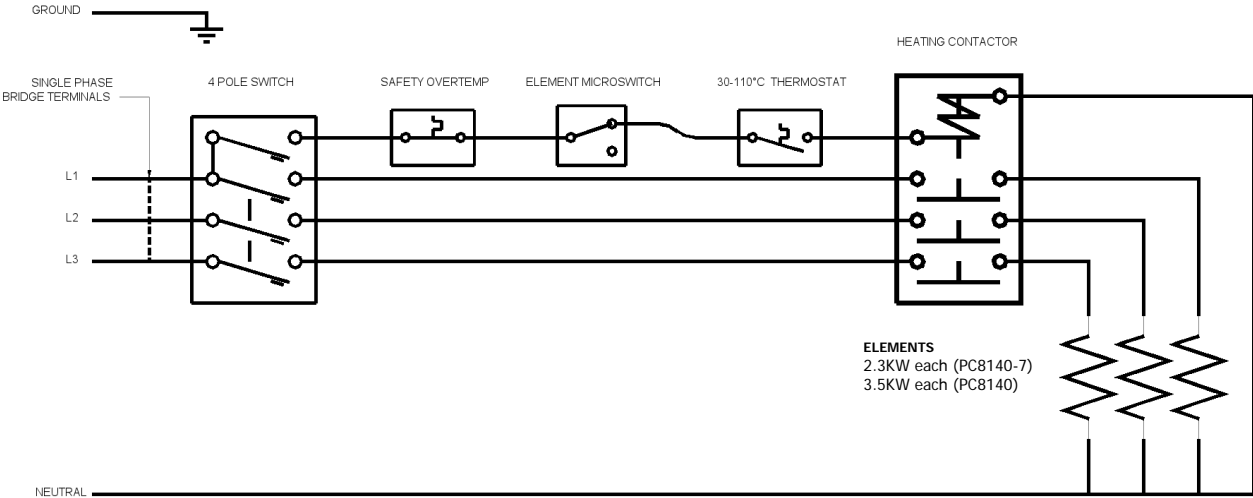 GROUND
HEATING CONTACTOR
SINGLE PHASE
BRIDGE TERMINALS
4 POLE SWITCH
SAFETY OVERTEMP
ELEMENT MICROSWITCH
30-110°C THERMOSTAT
L1
L2
L3
ELEMENTS
2.3KW each (PC8140-7)
3.5KW each (PC8140)
NEUTRAL